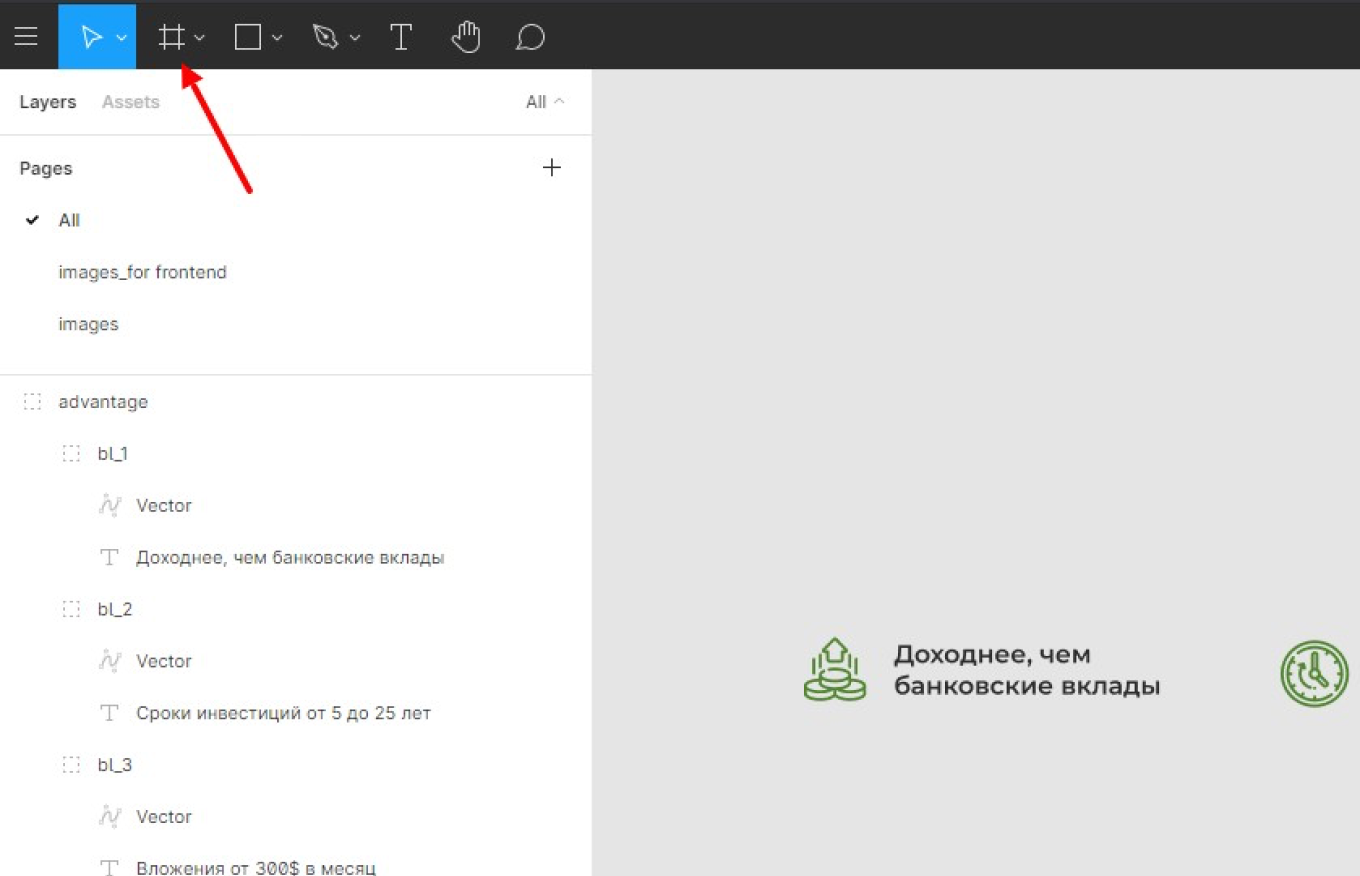 Layers Assets All
Pages
All
images_for frontend
images
advantage
bl_1
Vector
Доходнее, чем банковские вклады
bl_2
Vector
Сроки инвестиций от 5 до 25 лет
bl_3
Vector
Вложения от 300$ в месяц
Доходнее, чем
банковские вклады